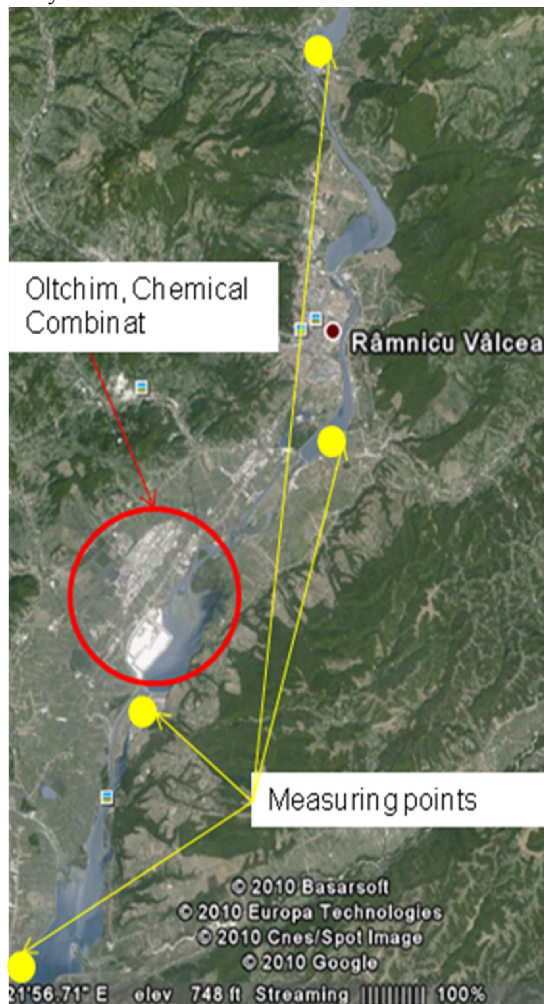 Oltchim, Chemical
Combinat
Râmnicu Vâlcea
Measuring points
© 2010 Basarsoft
© 2010 Europa Technologies
© 2010 Cnes/Spot Image
© 2010 Google
21'56.71" E elev 748 ft Streaming |||||||||| 100%